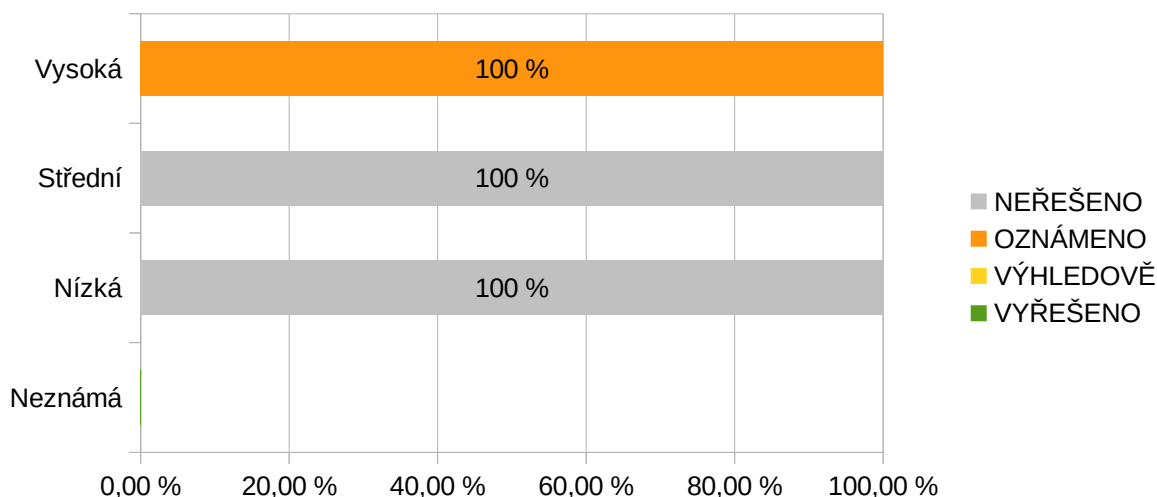 Vysoká
100 %
Střední
100 %
NEŘEŠENO
OZNÁMENO
VÝHLEDOVĚ
VYŘEŠENO
Nízká
100 %
Neznámá
0,00 % 20,00 % 40,00 % 60,00 % 80,00 % 100,00 %